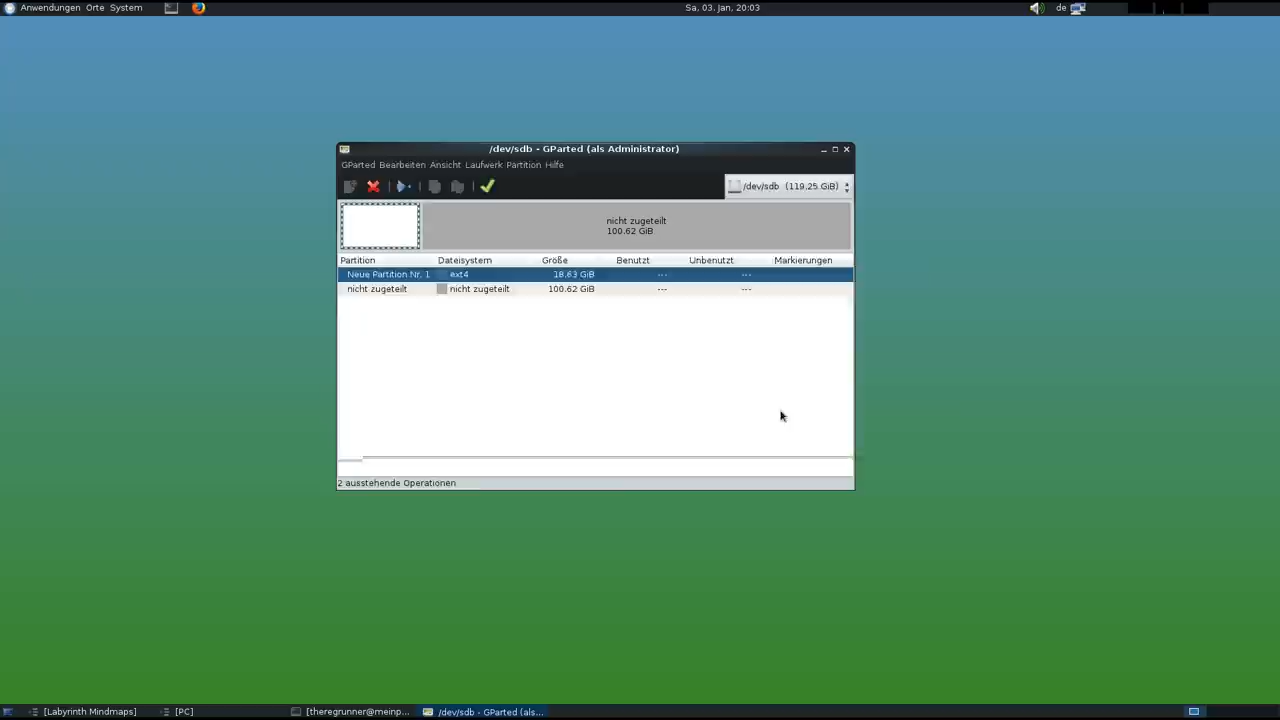 Anwendungen Orte System
Sa, 03. Jan, 20:03
de
/dev/sdb - GParted (als Administrator)
GParted Bearbeiten Ansicht Laufwerk Partition Hilfe
/dev/sdb (119.25 GiB)
nicht zugeteilt
100.62 GiB
Partition Dateisystem Größe Benutzt Unbenutzt Markierungen
Neue Partition Nr. 1 ext4 18.63 GiB --- ---
nicht zugeteilt nicht zugeteilt 100.62 GiB --- ---
2 ausstehende Operationen
[Labyrinth Mindmaps] [PC] [theregrunner@meinp... /dev/sdb - GParted (als...